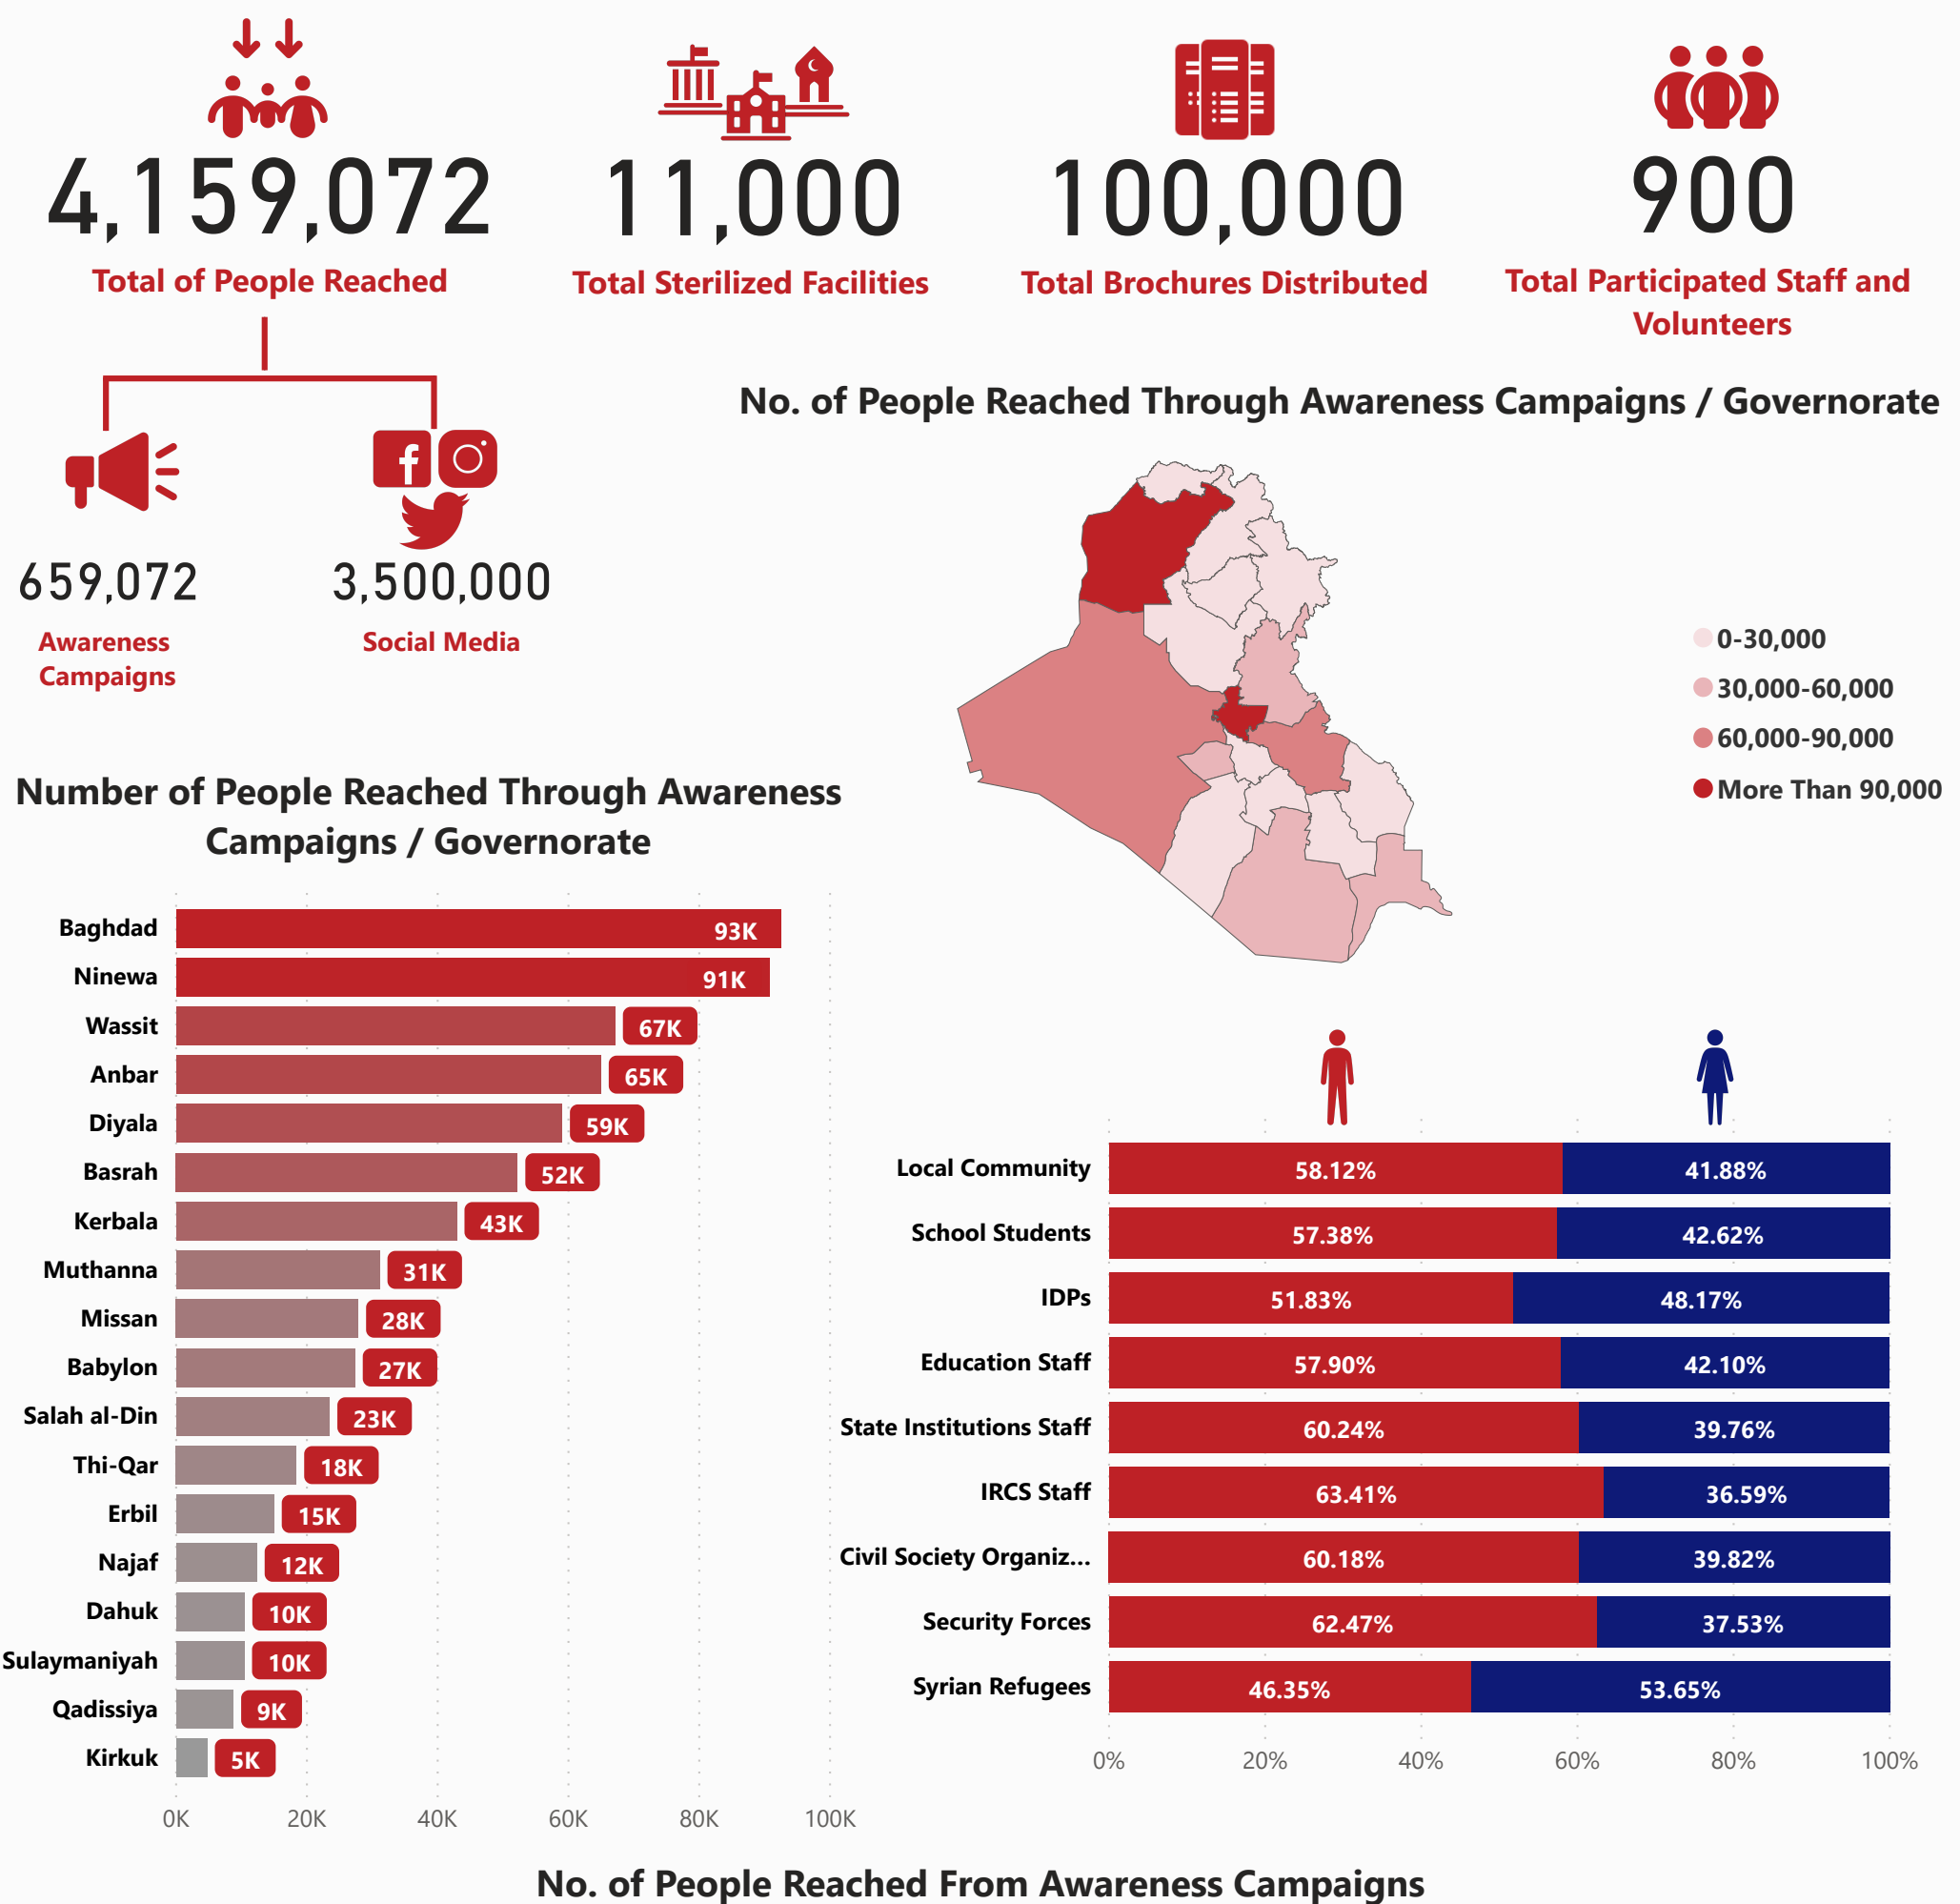 4,159,072
Total of People Reached
11,000
Total Sterilized Facilities
100,000
Total Brochures Distributed
900
Total Participated Staff and
Volunteers
659,072
Awareness
Campaigns
3,500,000
Social Media
No. of People Reached Through Awareness Campaigns / Governorate
0-30,000
30,000-60,000
60,000-90,000
More Than 90,000
Number of People Reached Through Awareness
Campaigns / Governorate
Baghdad 93K
Ninewa 91K
Wassit 67K
Anbar 65K
Diyala 59K
Basrah 52K
Kerbala 43K
Muthanna 31K
Missan 28K
Babylon 27K
Salah al-Din 23K
Thi-Qar 18K
Erbil 15K
Najaf 12K
Dahuk 10K
Sulaymaniyah 10K
Qadissiya 9K
Kirkuk 5K
0K 20K 40K 60K 80K 100K
Local Community 58.12% 41.88%
School Students 57.38% 42.62%
IDPs 51.83% 48.17%
Education Staff 57.90% 42.10%
State Institutions Staff 60.24% 39.76%
IRCS Staff 63.41% 36.59%
Civil Society Organiz... 60.18% 39.82%
Security Forces 62.47% 37.53%
Syrian Refugees 46.35% 53.65%
0% 20% 40% 60% 80% 100%
No. of People Reached From Awareness Campaigns